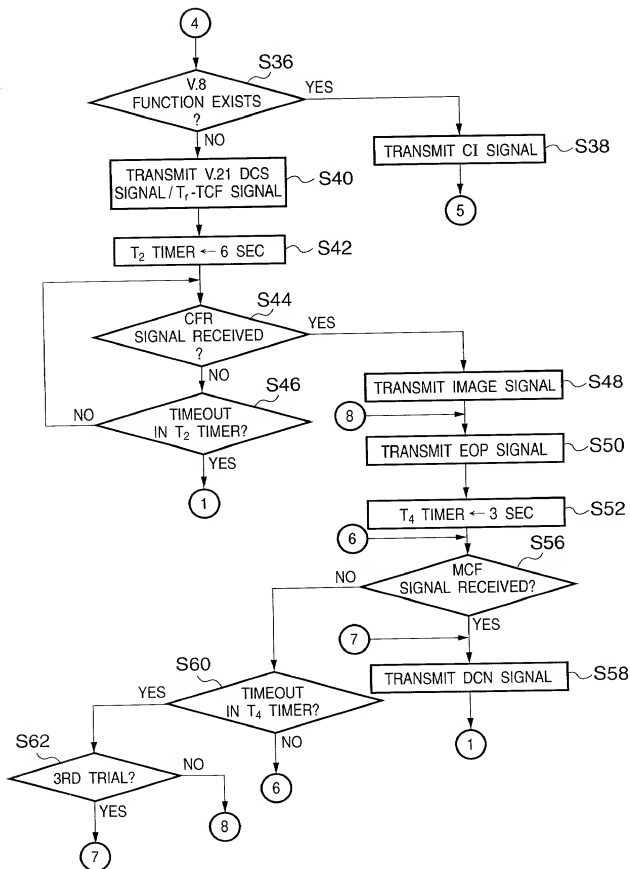 4
S36
V.8
FUNCTION EXISTS
?
YES
NO
TRANSMIT CI SIGNAL
S38
5
TRANSMIT V.21 DCS
SIGNAL/Tr-TCF SIGNAL
S40
T2 TIMER ← 6 SEC
S42
S44
CFR
SIGNAL RECEIVED
?
YES
NO
S46
TIMEOUT
IN T2 TIMER?
NO
YES
1
TRANSMIT IMAGE SIGNAL
S48
8
TRANSMIT EOP SIGNAL
S50
T4 TIMER ← 3 SEC
S52
6
S56
MCF
SIGNAL RECEIVED?
NO
YES
7
TRANSMIT DCN SIGNAL
S58
1
S60
TIMEOUT
IN T4 TIMER?
YES
NO
6
S62
3RD TRIAL?
NO
YES
8
7